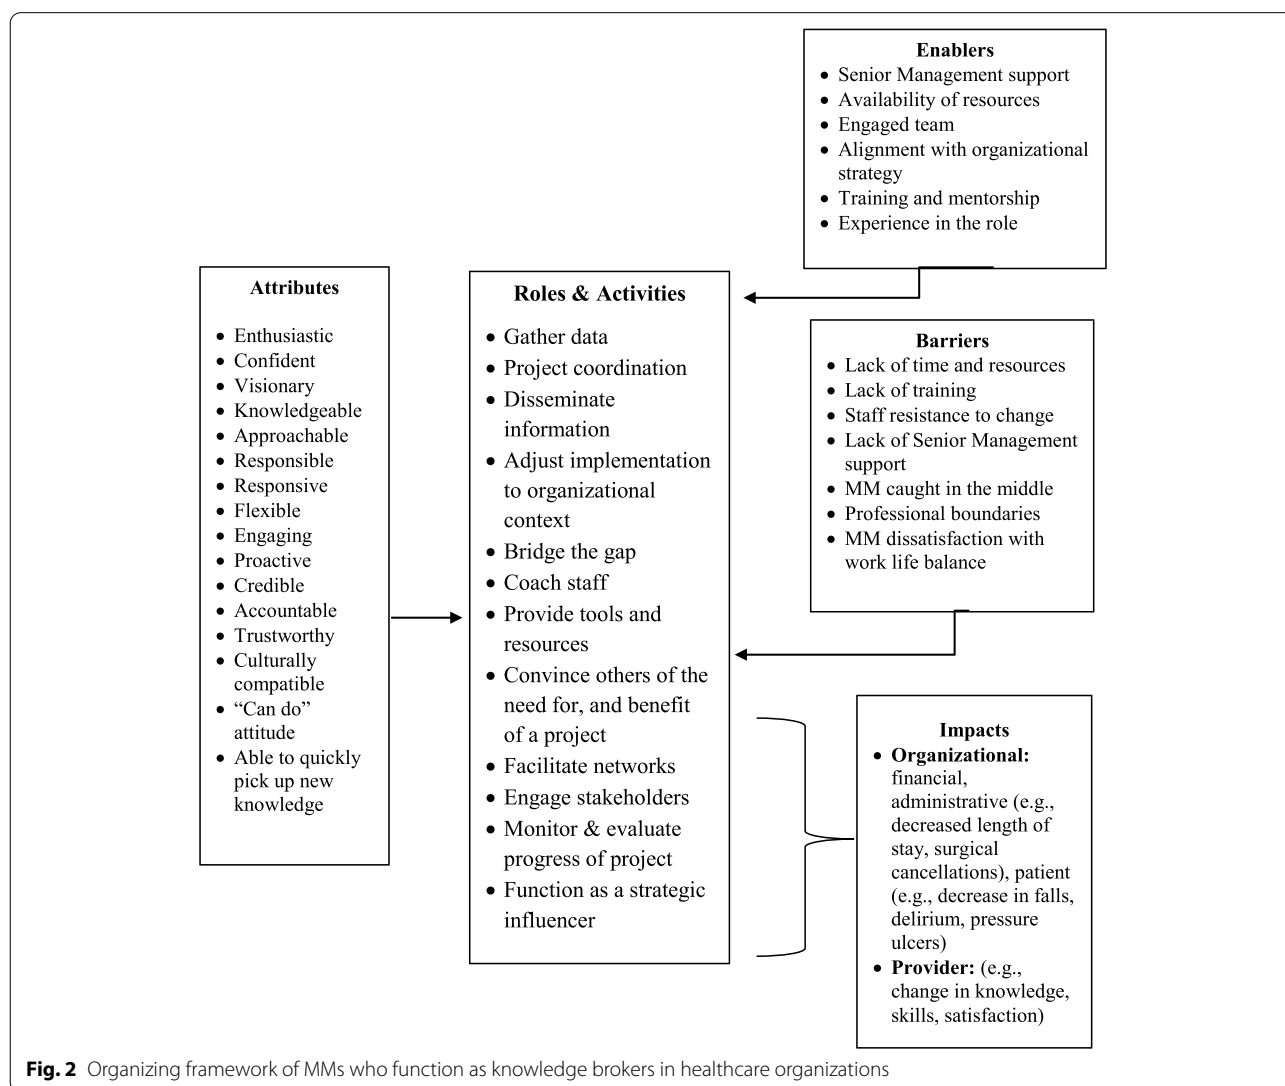 Enablers
• Senior Management support
• Availability of resources
• Engaged team
• Alignment with organizational
strategy
• Training and mentorship
• Experience in the role
Attributes
• Enthusiastic
• Confident
• Visionary
• Knowledgeable
• Approachable
• Responsible
• Responsive
• Flexible
• Engaging
• Proactive
• Credible
• Accountable
• Trustworthy
• Culturally
compatible
• “Can do”
attitude
• Able to quickly
pick up new
knowledge
Roles & Activities
• Gather data
• Project coordination
• Disseminate
information
• Adjust implementation
to organizational
context
• Bridge the gap
• Coach staff
• Provide tools and
resources
• Convince others of the
need for, and benefit
of a project
• Facilitate networks
• Engage stakeholders
• Monitor & evaluate
progress of project
• Function as a strategic
influencer
Barriers
• Lack of time and resources
• Lack of training
• Staff resistance to change
• Lack of Senior Management
support
• MM caught in the middle
• Professional boundaries
• MM dissatisfaction with
work life balance
Impacts
• Organizational:
financial,
administrative (e.g.,
decreased length of
stay, surgical
cancellations), patient
(e.g., decrease in falls,
delirium, pressure
ulcers)
• Provider: (e.g.,
change in knowledge,
skills, satisfaction)
Fig. 2 Organizing framework of MMs who function as knowledge brokers in healthcare organizations